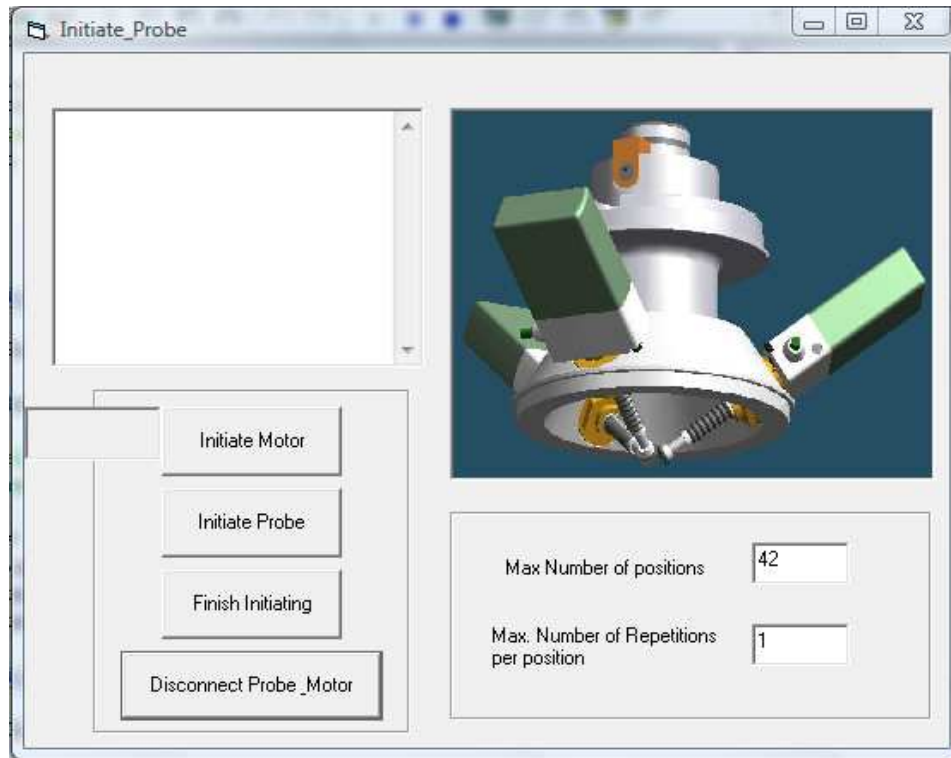 Initiate_Probe
Initiate Motor
Initiate Probe
Finish Initiating
Disconnect Probe _Motor
Max Number of positions
42
Max. Number of Repetitions
per position
1